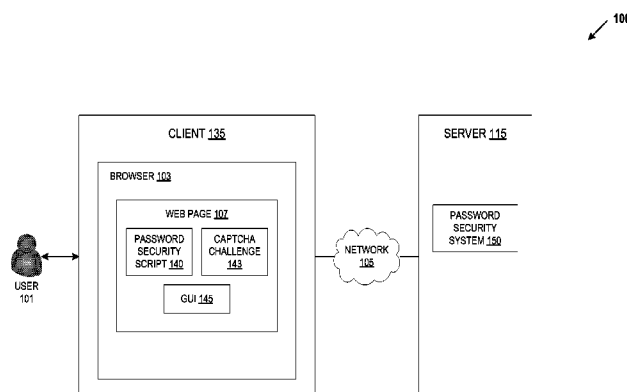 100
CLIENT 135
SERVER 115
BROWSER 103
WEB PAGE 107
PASSWORD
SECURITY
SCRIPT 140
CAPTCHA
CHALLENGE
143
GUI 145
USER
101
NETWORK
105
PASSWORD
SECURITY
SYSTEM 150